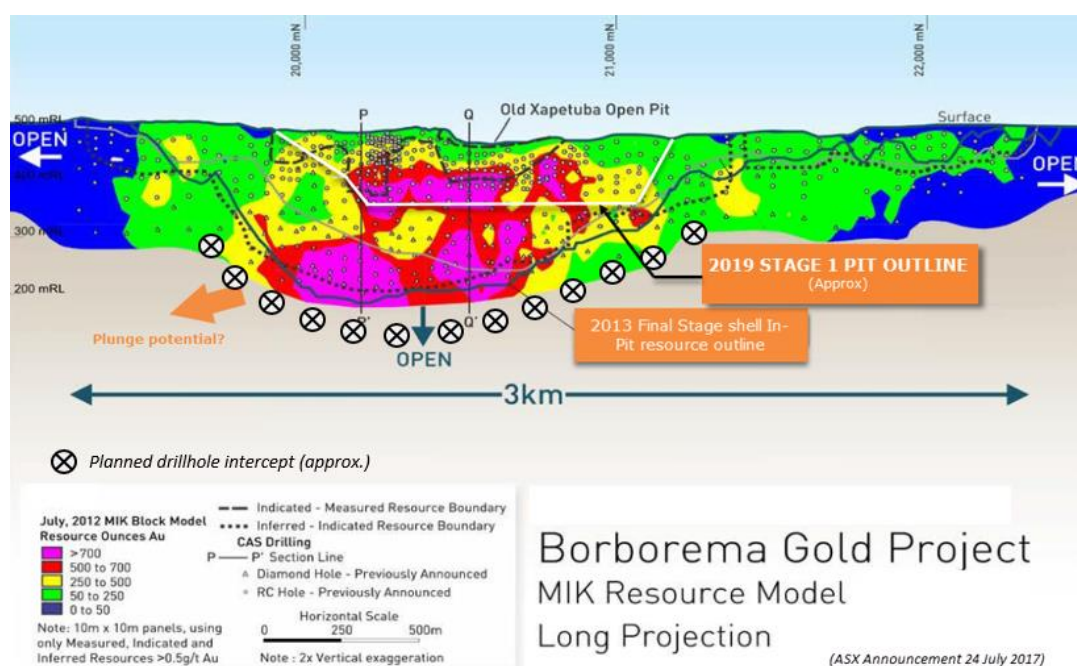 20,000 mN
21,000 mN
22,000 mN
P
Q
Old Xapetuba Open Pit
Surface
500 mRL
OPEN
OPEN
300 mRL
200 mRL
2019 STAGE 1 PIT OUTLINE
(Approx)
Plunge potential?
P'
Q'
OPEN
2013 Final Stage shell In-
Pit resource outline
3km
Planned drillhole intercept (approx.)
July, 2012 MIK Block Model
Resource Ounces Au
>700
500 to 700
250 to 500
50 to 250
0 to 50
Note: 10m x 10m panels, using
only Measured, Indicated and
Inferred Resources >0.5g/t Au
Indicated - Measured Resource Boundary
Inferred - Indicated Resource Boundary
CAS Drilling
P P' Section Line
Diamond Hole - Previously Announced
RC Hole - Previously Announced
Horizontal Scale
0 250 500m
Note : 2x Vertical exaggeration
Borborema Gold Project
MIK Resource Model
Long Projection
(ASX Announcement 24 July 2017)